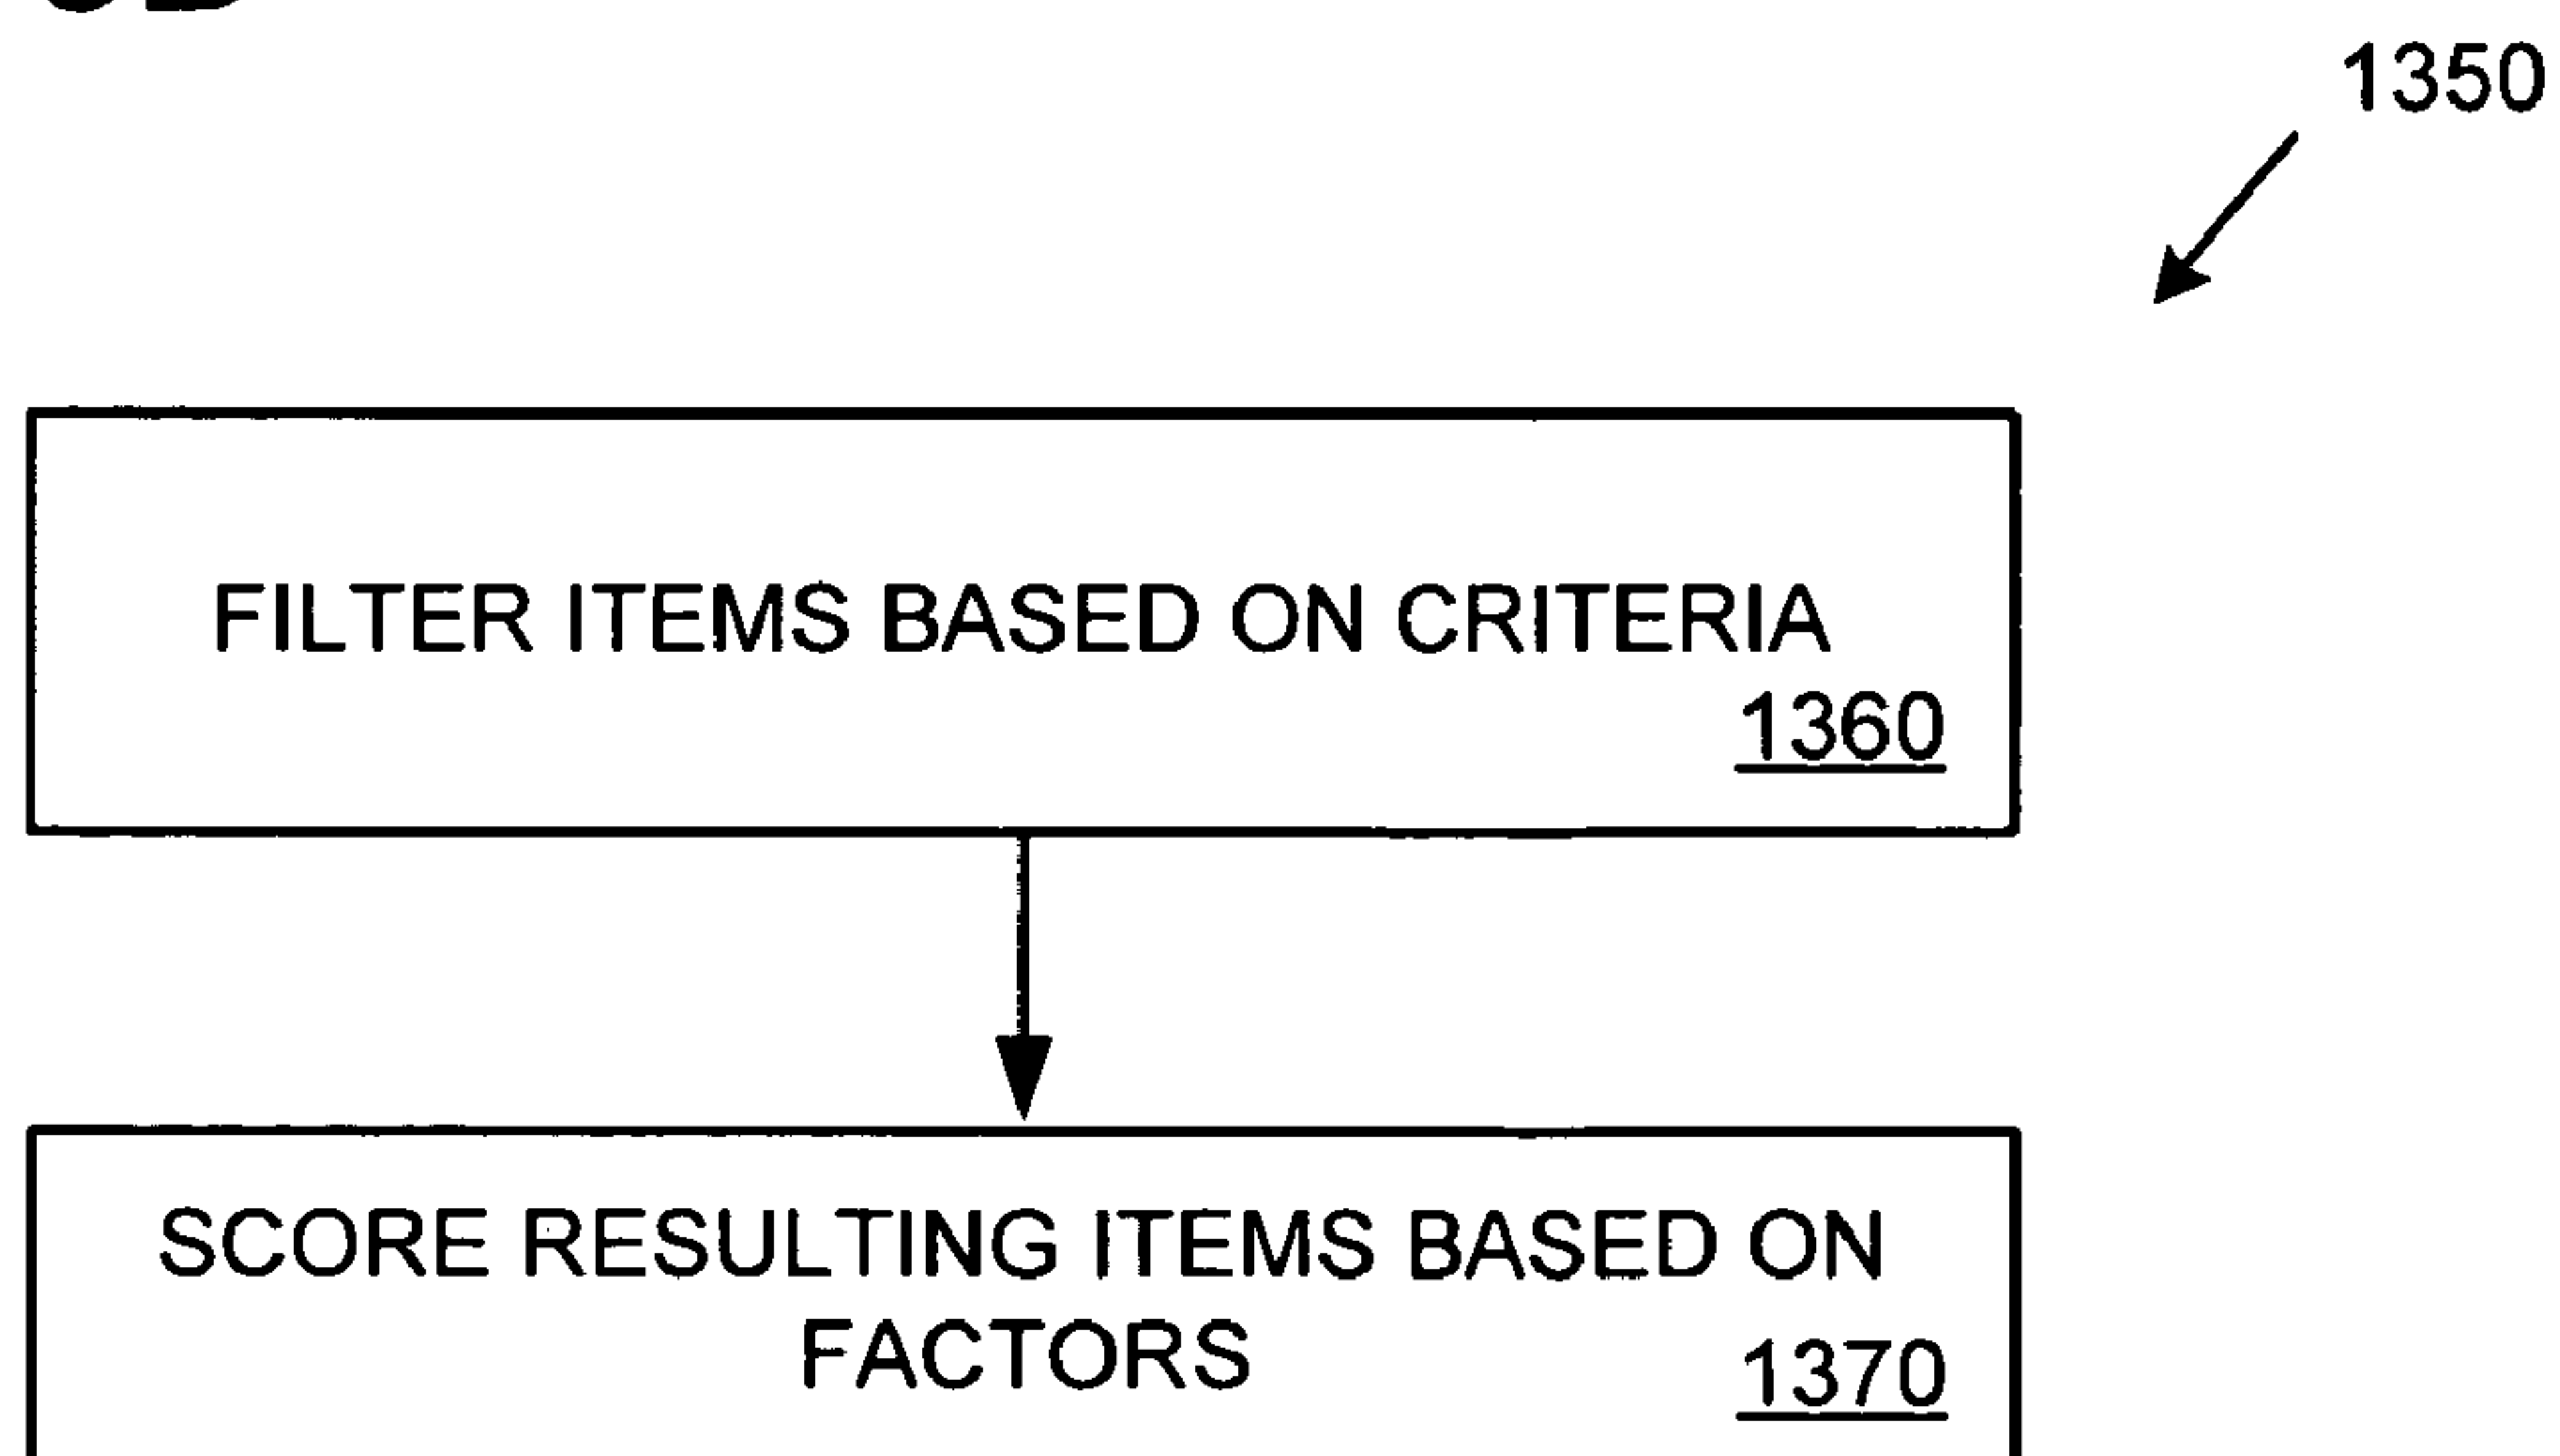 1350
FILTER ITEMS BASED ON CRITERIA
1360
SCORE RESULTING ITEMS BASED ON
FACTORS
1370